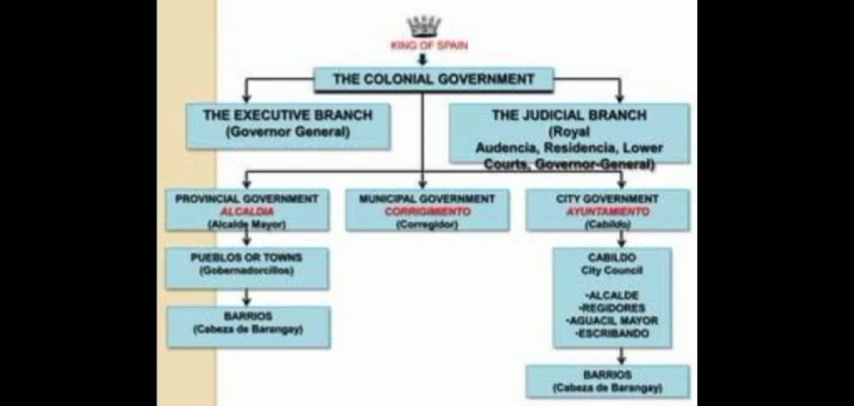 KING OF SPAIN
THE COLONIAL GOVERNMENT
THE EXECUTIVE BRANCH
(Governor General)
THE JUDICIAL BRANCH
(Royal
Audencia, Residencia, Lower
Courts, Governor-General)
PROVINCIAL GOVERNMENT
ALCALDIA
(Alcalde Mayor)
MUNICIPAL GOVERNMENT
CORRIGIMIENTO
(Corregidor)
CITY GOVERNMENT
AYUNTAMIENTO
(Cabildo)
PUEBLOS OR TOWNS
(Gobernadorcillos)
BARRIOS
(Cabeza de Barangay)
CABILDO
City Council
•ALCALDE
•REGIDORES
•AGUACIL MAYOR
•ESCRIBANDO
BARRIOS
(Cabeza de Barangay)